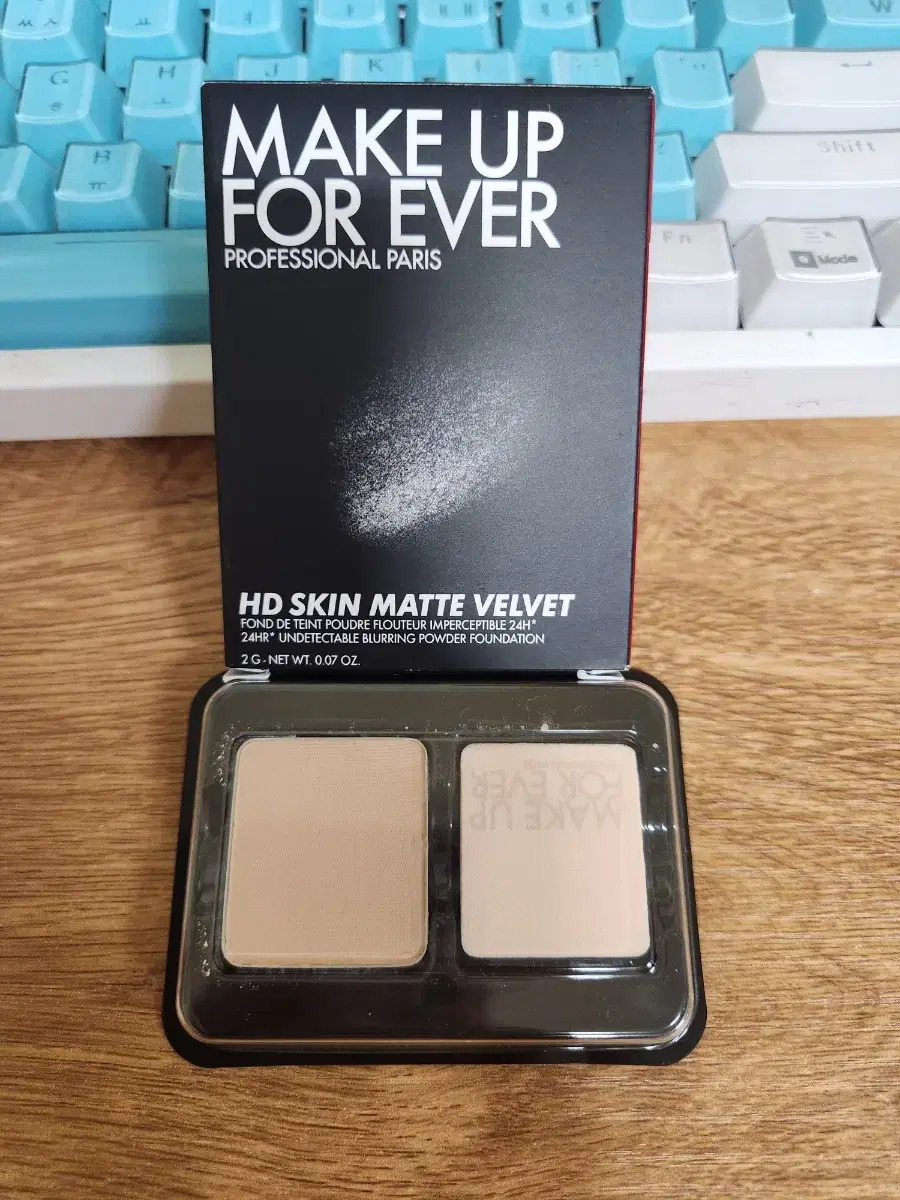 G
ㅎ
H
ㅗ
J
K
B
ㅠ
W
Shift
Fn
Mode
MAKE UP
FOR EVER
PROFESSIONAL PARIS
HD SKIN MATTE VELVET
FOND DE TEINT POUDRE FLOUTEUR IMPERCEPTIBLE 24H*
24HR* UNDETECTABLE BLURRING POWDER FOUNDATION
2 G - NET WT. 0.07 OZ.
MAKE UP
FOR EVER